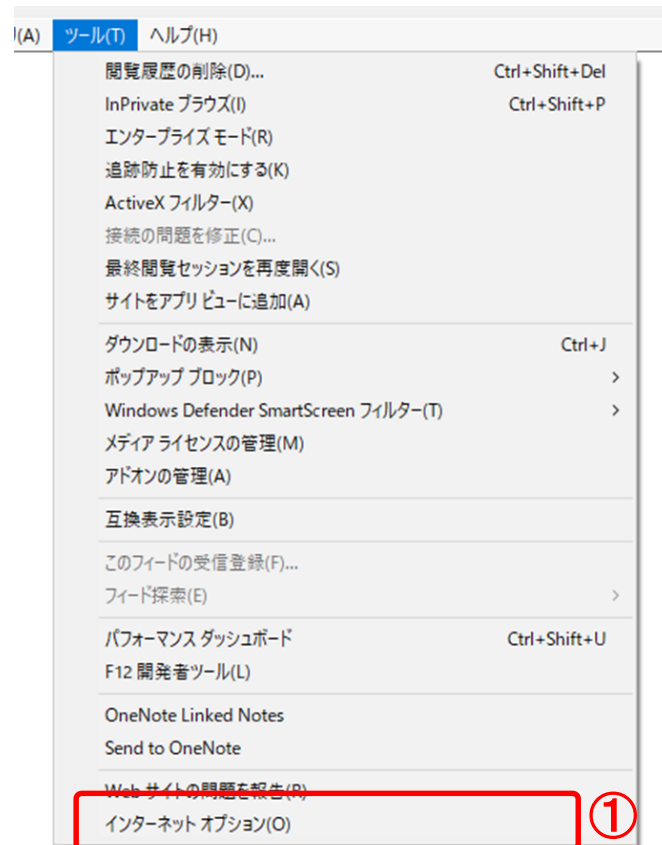 (A) ツール(T) ヘルプ(H)
閲覧履歴の削除(D)... Ctrl+Shift+Del
InPrivate ブラウズ(I) Ctrl+Shift+P
エンタープライズ モード(R)
追跡防止を有効にする(K)
ActiveX フィルター(X)
接続の問題を修正(C)...
最終閲覧セッションを再度開く(S)
サイトをアプリ ビューに追加(A)
ダウンロードの表示(N) Ctrl+J
ポップアップ ブロック(P) >
Windows Defender SmartScreen フィルター(T) >
メディア ライセンスの管理(M)
アドオンの管理(A)
互換表示設定(B)
このフィードの受信登録(F)...
フィード探索(E) >
パフォーマンス ダッシュボード Ctrl+Shift+U
F12 開発者ツール(L)
OneNote Linked Notes
Send to OneNote
Web サイトの問題を報告(R)
インターネット オプション(O) ①